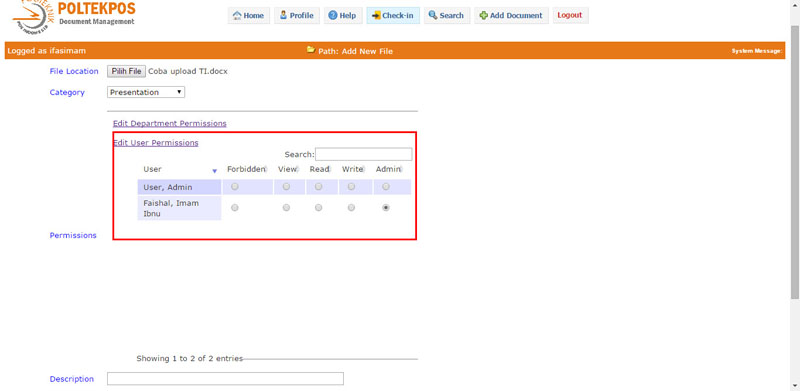 POLTEKPOS
Document Management
Home Profile Help Check-in Search Add Document Logout
Logged as ifasimam Path: Add New File System Message:
File Location Pilih File Coba upload TI.docx
Category Presentation
Edit Department Permissions
Edit User Permissions
Search:
User Forbidden View Read Write Admin
User, Admin
Faishal, Imam
Ibnu
Permissions
Showing 1 to 2 of 2 entries
Description